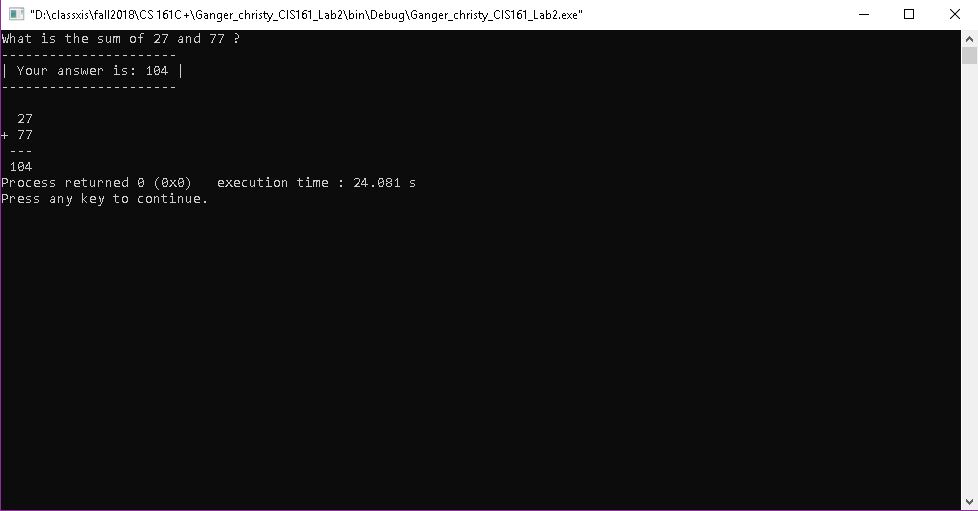 "D:\classxis\fall2018\CS 161C+\Ganger_christy_CIS161_Lab2\bin\Debug\Ganger_christy_CIS161_Lab2.exe"
What is the sum of 27 and 77 ?
----------------------
| Your answer is: 104 |
----------------------
  27
+ 77
 ---
 104
Process returned 0 (0x0)   execution time : 24.081 s
Press any key to continue.